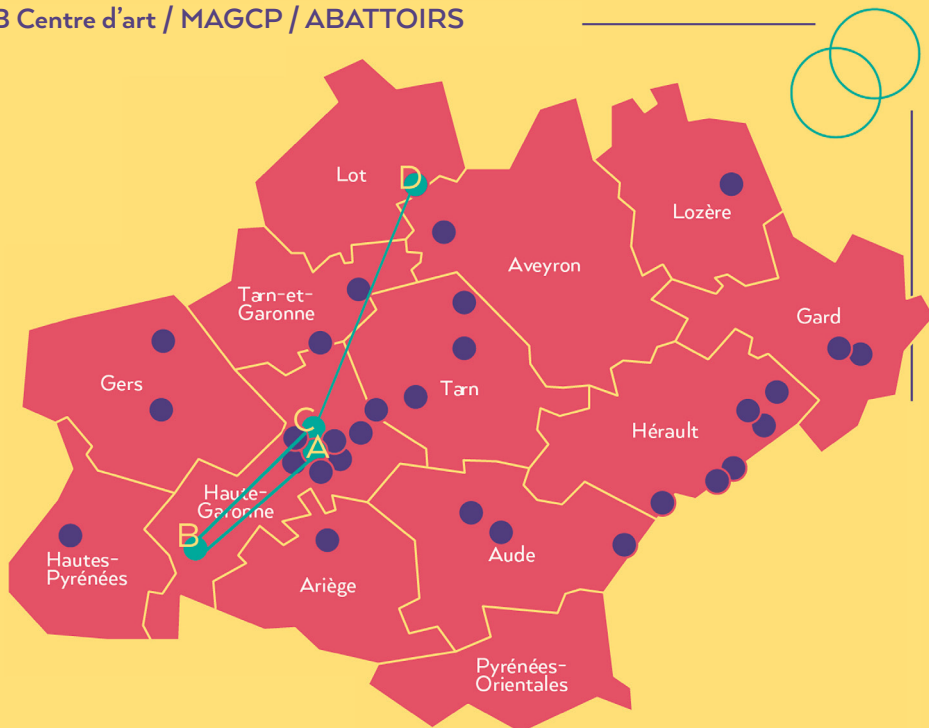 B Centre d'art / MAGCP / ABATTOIRS
Lot
D
Lozère
Aveyron
Tarn-et-
Garonne
Gard
Gers
Tarn
C
Hérault
A
Haute-
Garonne
B
Aude
Hautes-
Pyrénées
Ariège
Pyrénées-
Orientales